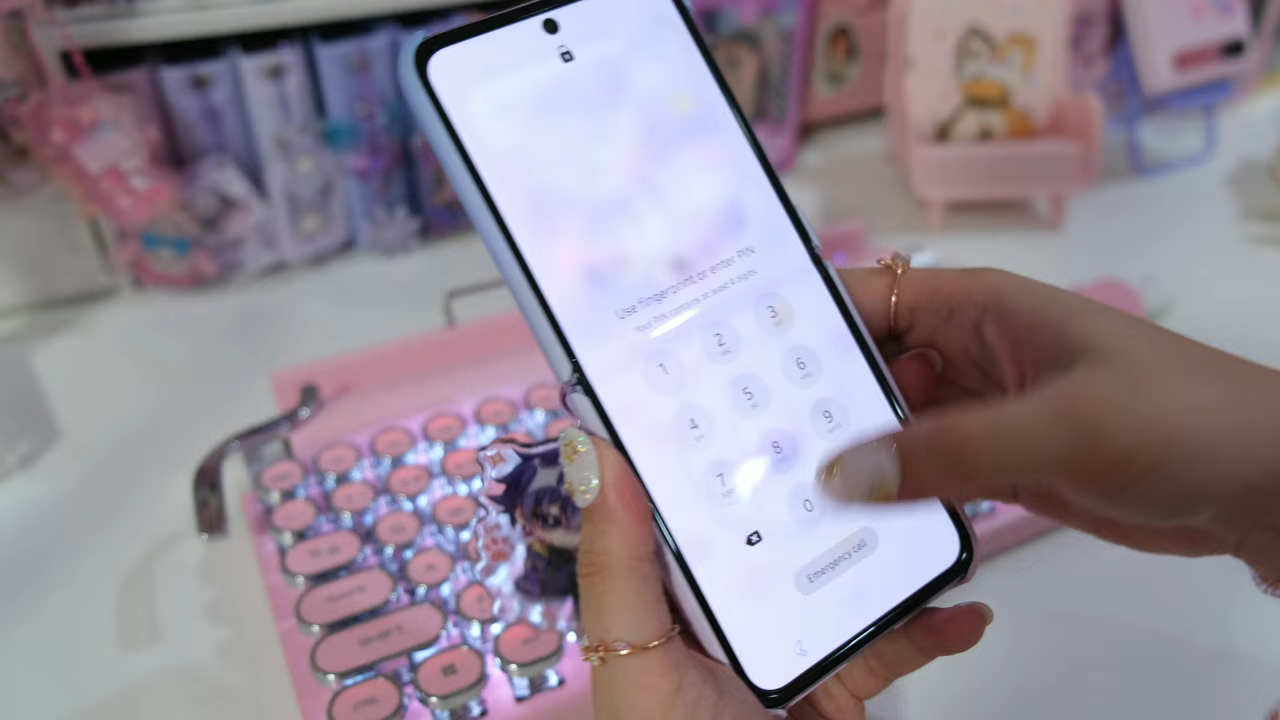 Use fingerprint or enter PIN
Your PIN contains at least 4 digits
1 2 3
4 5 6
7 8 9
0
Emergency call